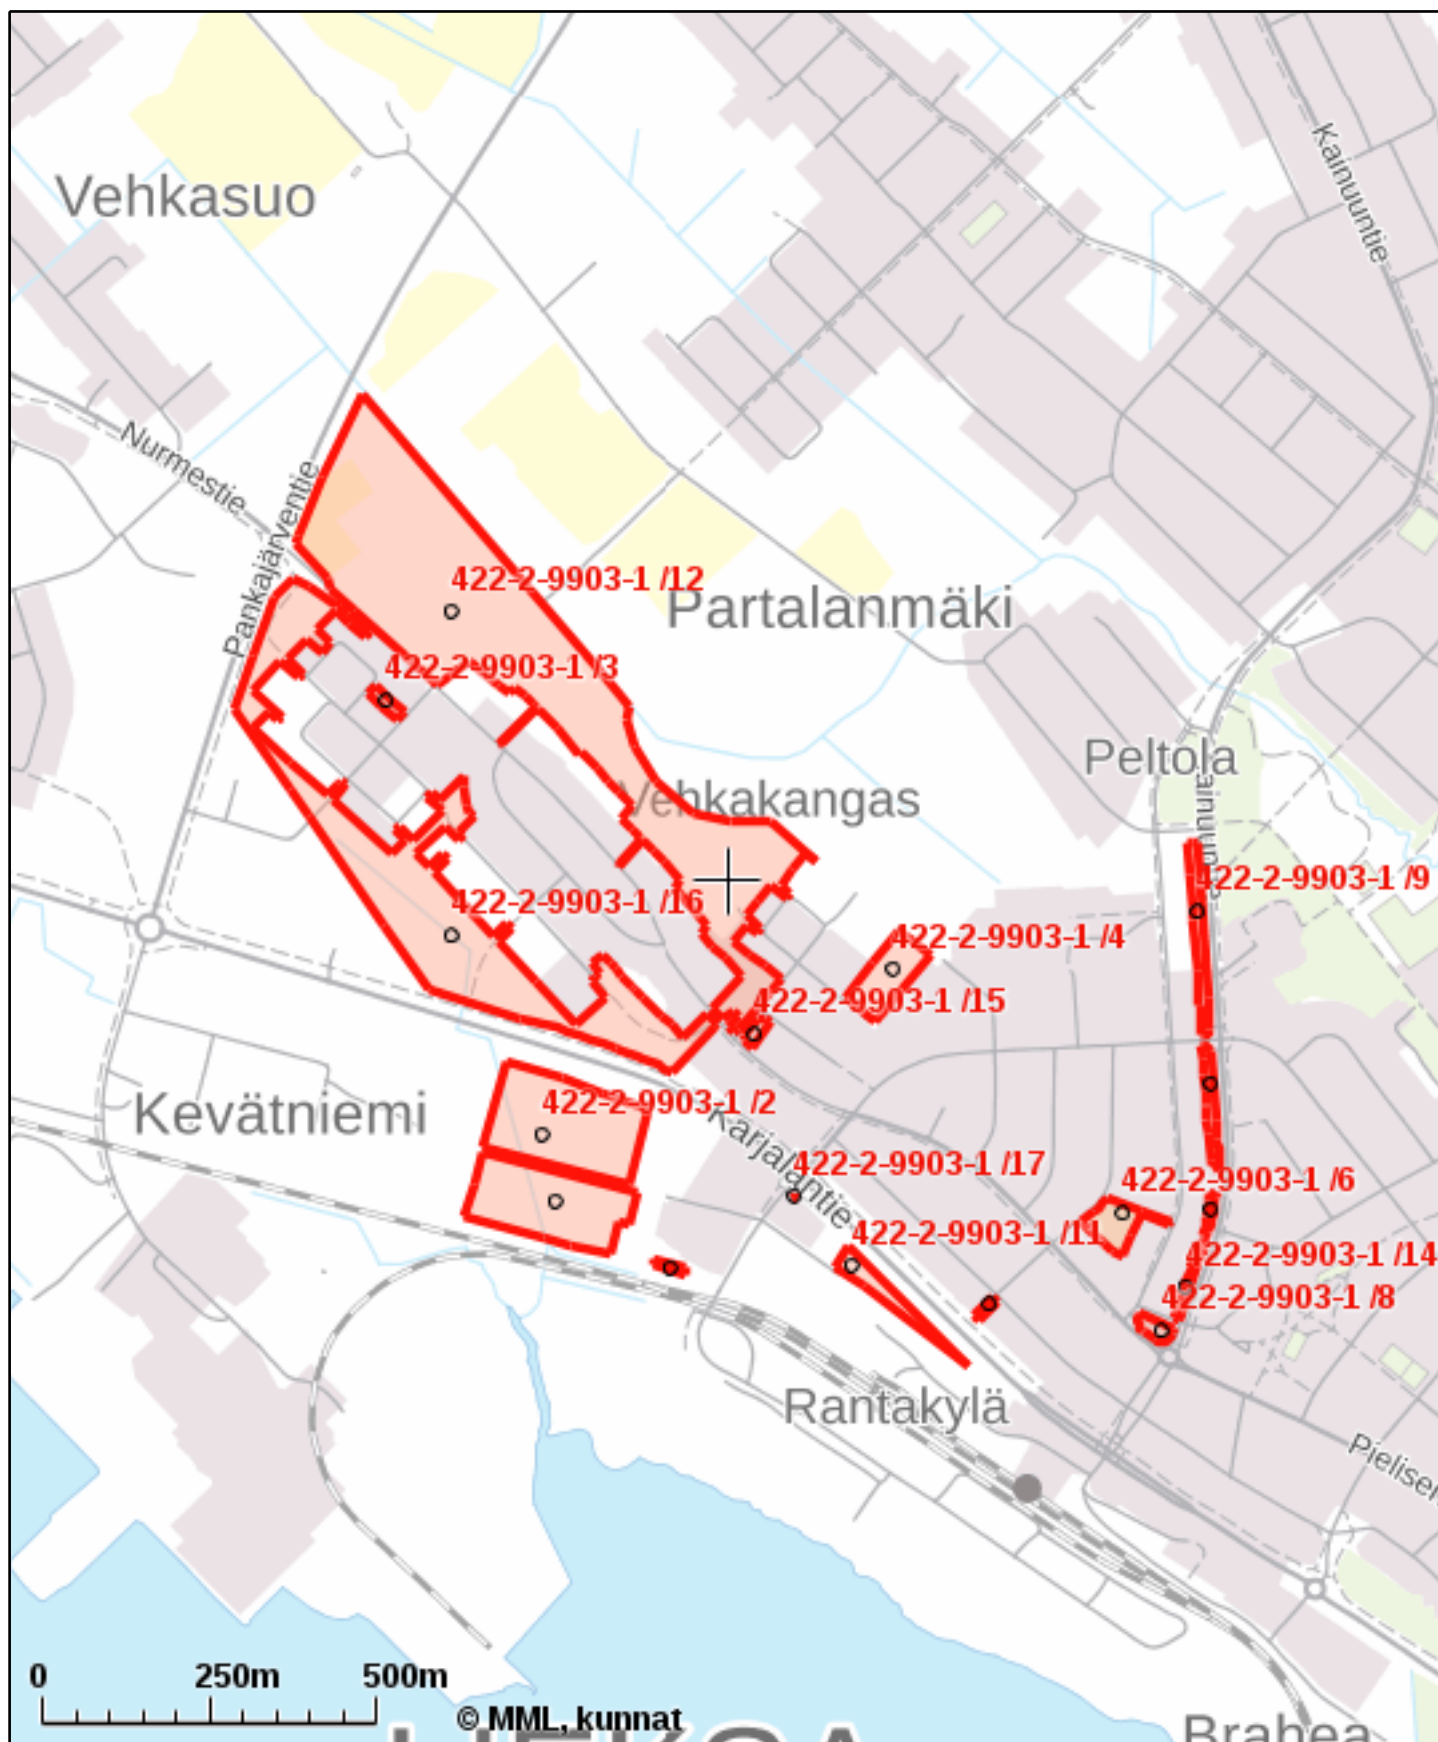 Kainuuntie
Vehkasuo
Nurmestie
Pankajärventie
422-2-9903-1 /12
Partalanmäki
422-2-9903-1 /3
Peltola
Vehkakangas
422-2-9903-1 /9
422-2-9903-1 /16
422-2-9903-1 /4
422-2-9903-1 /15
Kevätniemi
422-2-9903-1 /2
Karjalantie
422-2-9903-1 /17
422-2-9903-1 /6
422-2-9903-1 /11
422-2-9903-1 /14
422-2-9903-1 /8
Rantakylä
0 250m 500m
© MML, kunnat
Brahea